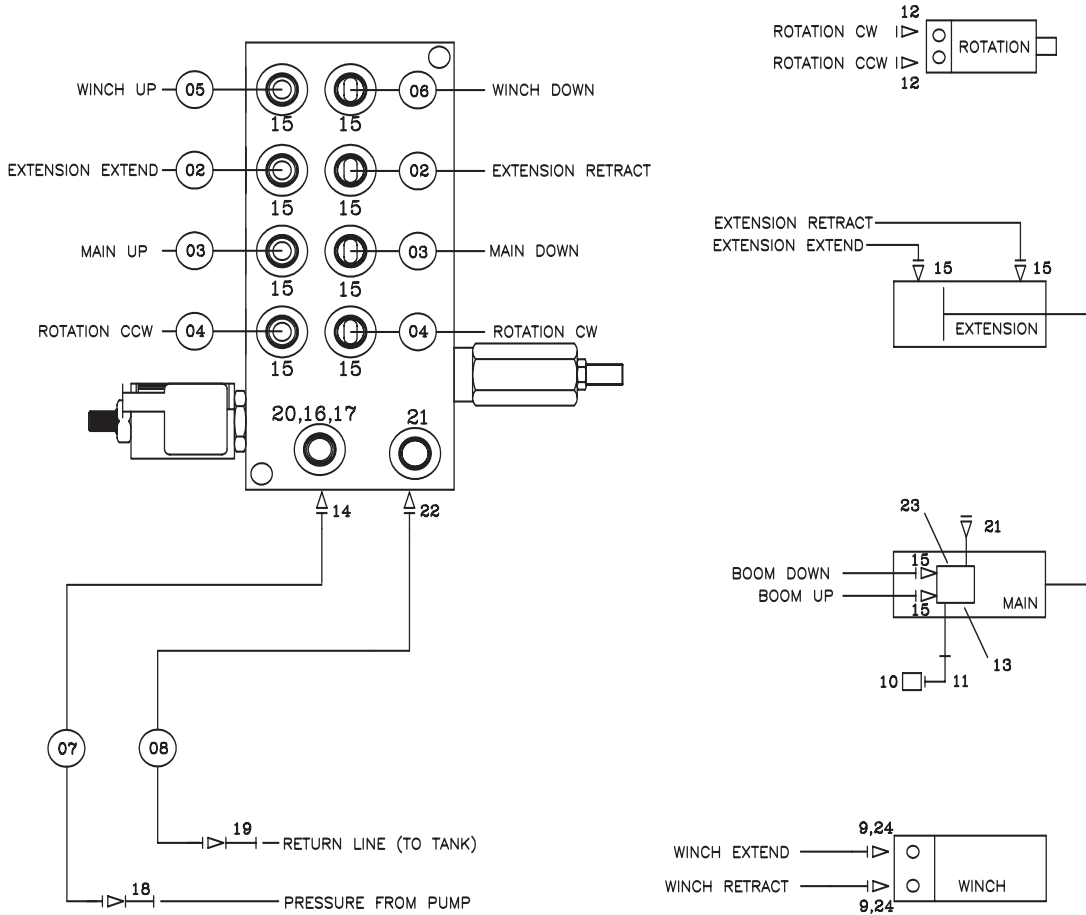 WINCH UP 05
06 WINCH DOWN
15 15
EXTENSION EXTEND 02
02 EXTENSION RETRACT
15 15
MAIN UP 03
03 MAIN DOWN
15 15
ROTATION CCW 04
04 ROTATION CW
15 15
20,16,17 21
14 22
07 08
19 RETURN LINE (TO TANK)
18 PRESSURE FROM PUMP
12
ROTATION CW
ROTATION CCW
ROTATION
12
EXTENSION RETRACT
EXTENSION EXTEND
15 15
EXTENSION
23 21
15
BOOM DOWN
BOOM UP
15
MAIN
13
10 11
9,24
WINCH EXTEND
WINCH RETRACT
WINCH
9,24